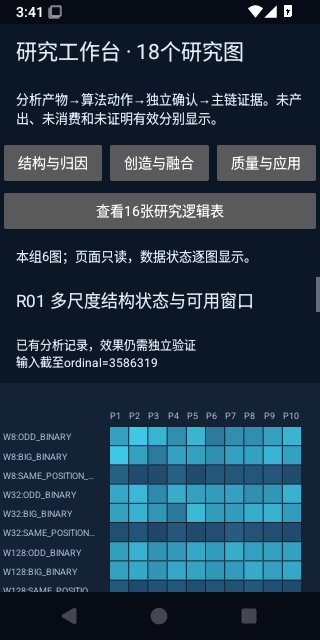 3:41
研究工作台 · 18个研究图
分析产物→算法动作→独立确认→主链证据。未产
出、未消费和未证明有效分别显示。
结构与归因
创造与融合
质量与应用
查看16张研究逻辑表
本组6图；页面只读，数据状态逐图显示。
R01 多尺度结构状态与可用窗口
已有分析记录，效果仍需独立验证
输入截至ordinal=3586319
P1 P2 P3 P4 P5 P6 P7 P8 P9 P10
W8:ODD_BINARY
W8:BIG_BINARY
W8:SAME_POSITION_...
W32:ODD_BINARY
W32:BIG_BINARY
W32:SAME_POSITION...
W128:ODD_BINARY
W128:BIG_BINARY
W128:SAME_POSITIO...